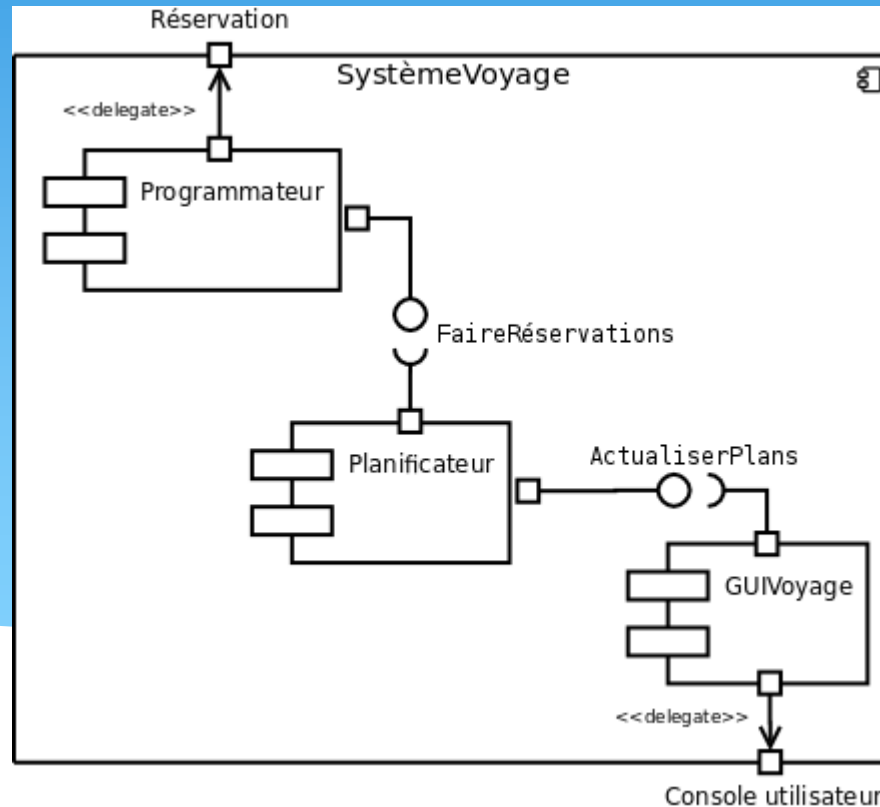 Réservation
SystèmeVoyage
<<delegate>>
Programmateur
FaireRéservations
Planificateur
ActualiserPlans
GUIVoyage
<<delegate>>
Console utilisateur